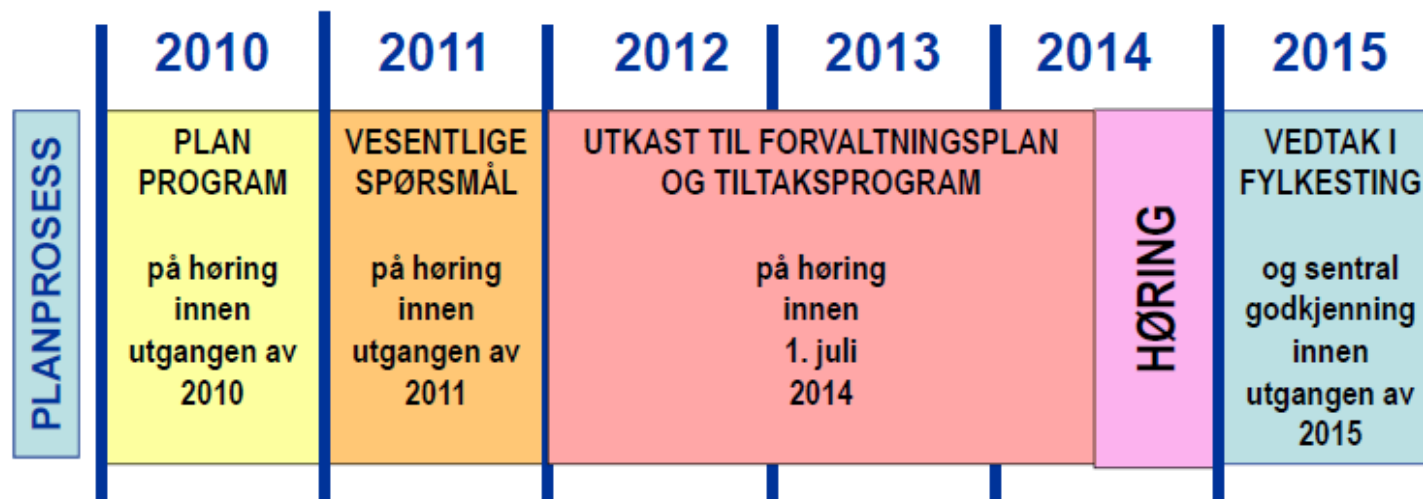 2010
2011
2012
2013
2014
2015
PLANPROSESS
PLAN
PROGRAM
på høring
innen
utgangen av
2010
VESENTLIGE
SPØRSMÅL
på høring
innen
utgangen av
2011
UTKAST TIL FORVALTNINGSPLAN
OG TILTAKSPROGRAM
på høring
innen
1. juli
2014
HØRING
VEDTAK I
FYLKESTING
og sentral
godkjenning
innen
utgangen av
2015